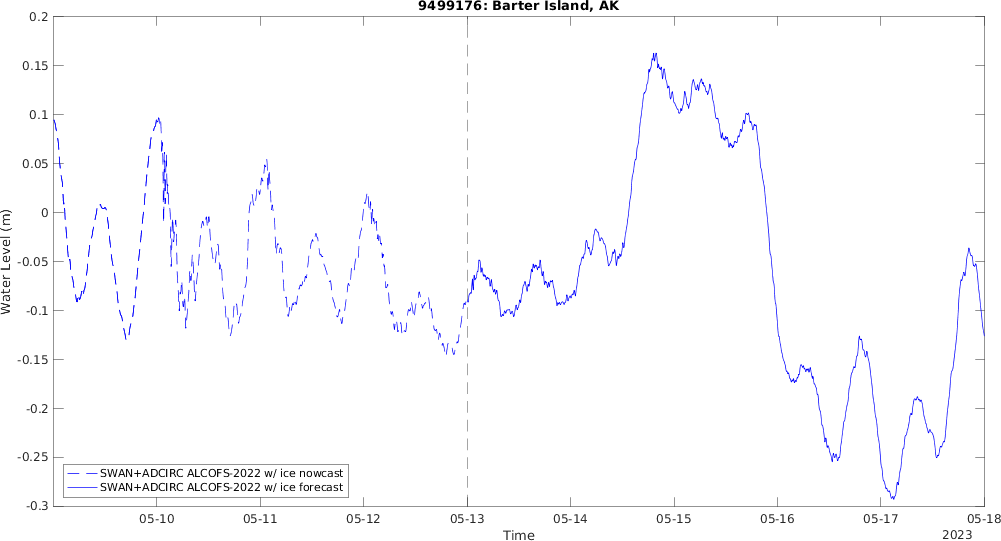 9499176: Barter Island, AK
Water Level (m)
0.2
0.15
0.1
0.05
0
-0.05
-0.1
-0.15
-0.2
-0.25
-0.3
SWAN+ADCIRC ALCOFS-2022 w/ ice nowcast
SWAN+ADCIRC ALCOFS-2022 w/ ice forecast
05-10 05-11 05-12 05-13 05-14 05-15 05-16 05-17 05-18
Time
2023